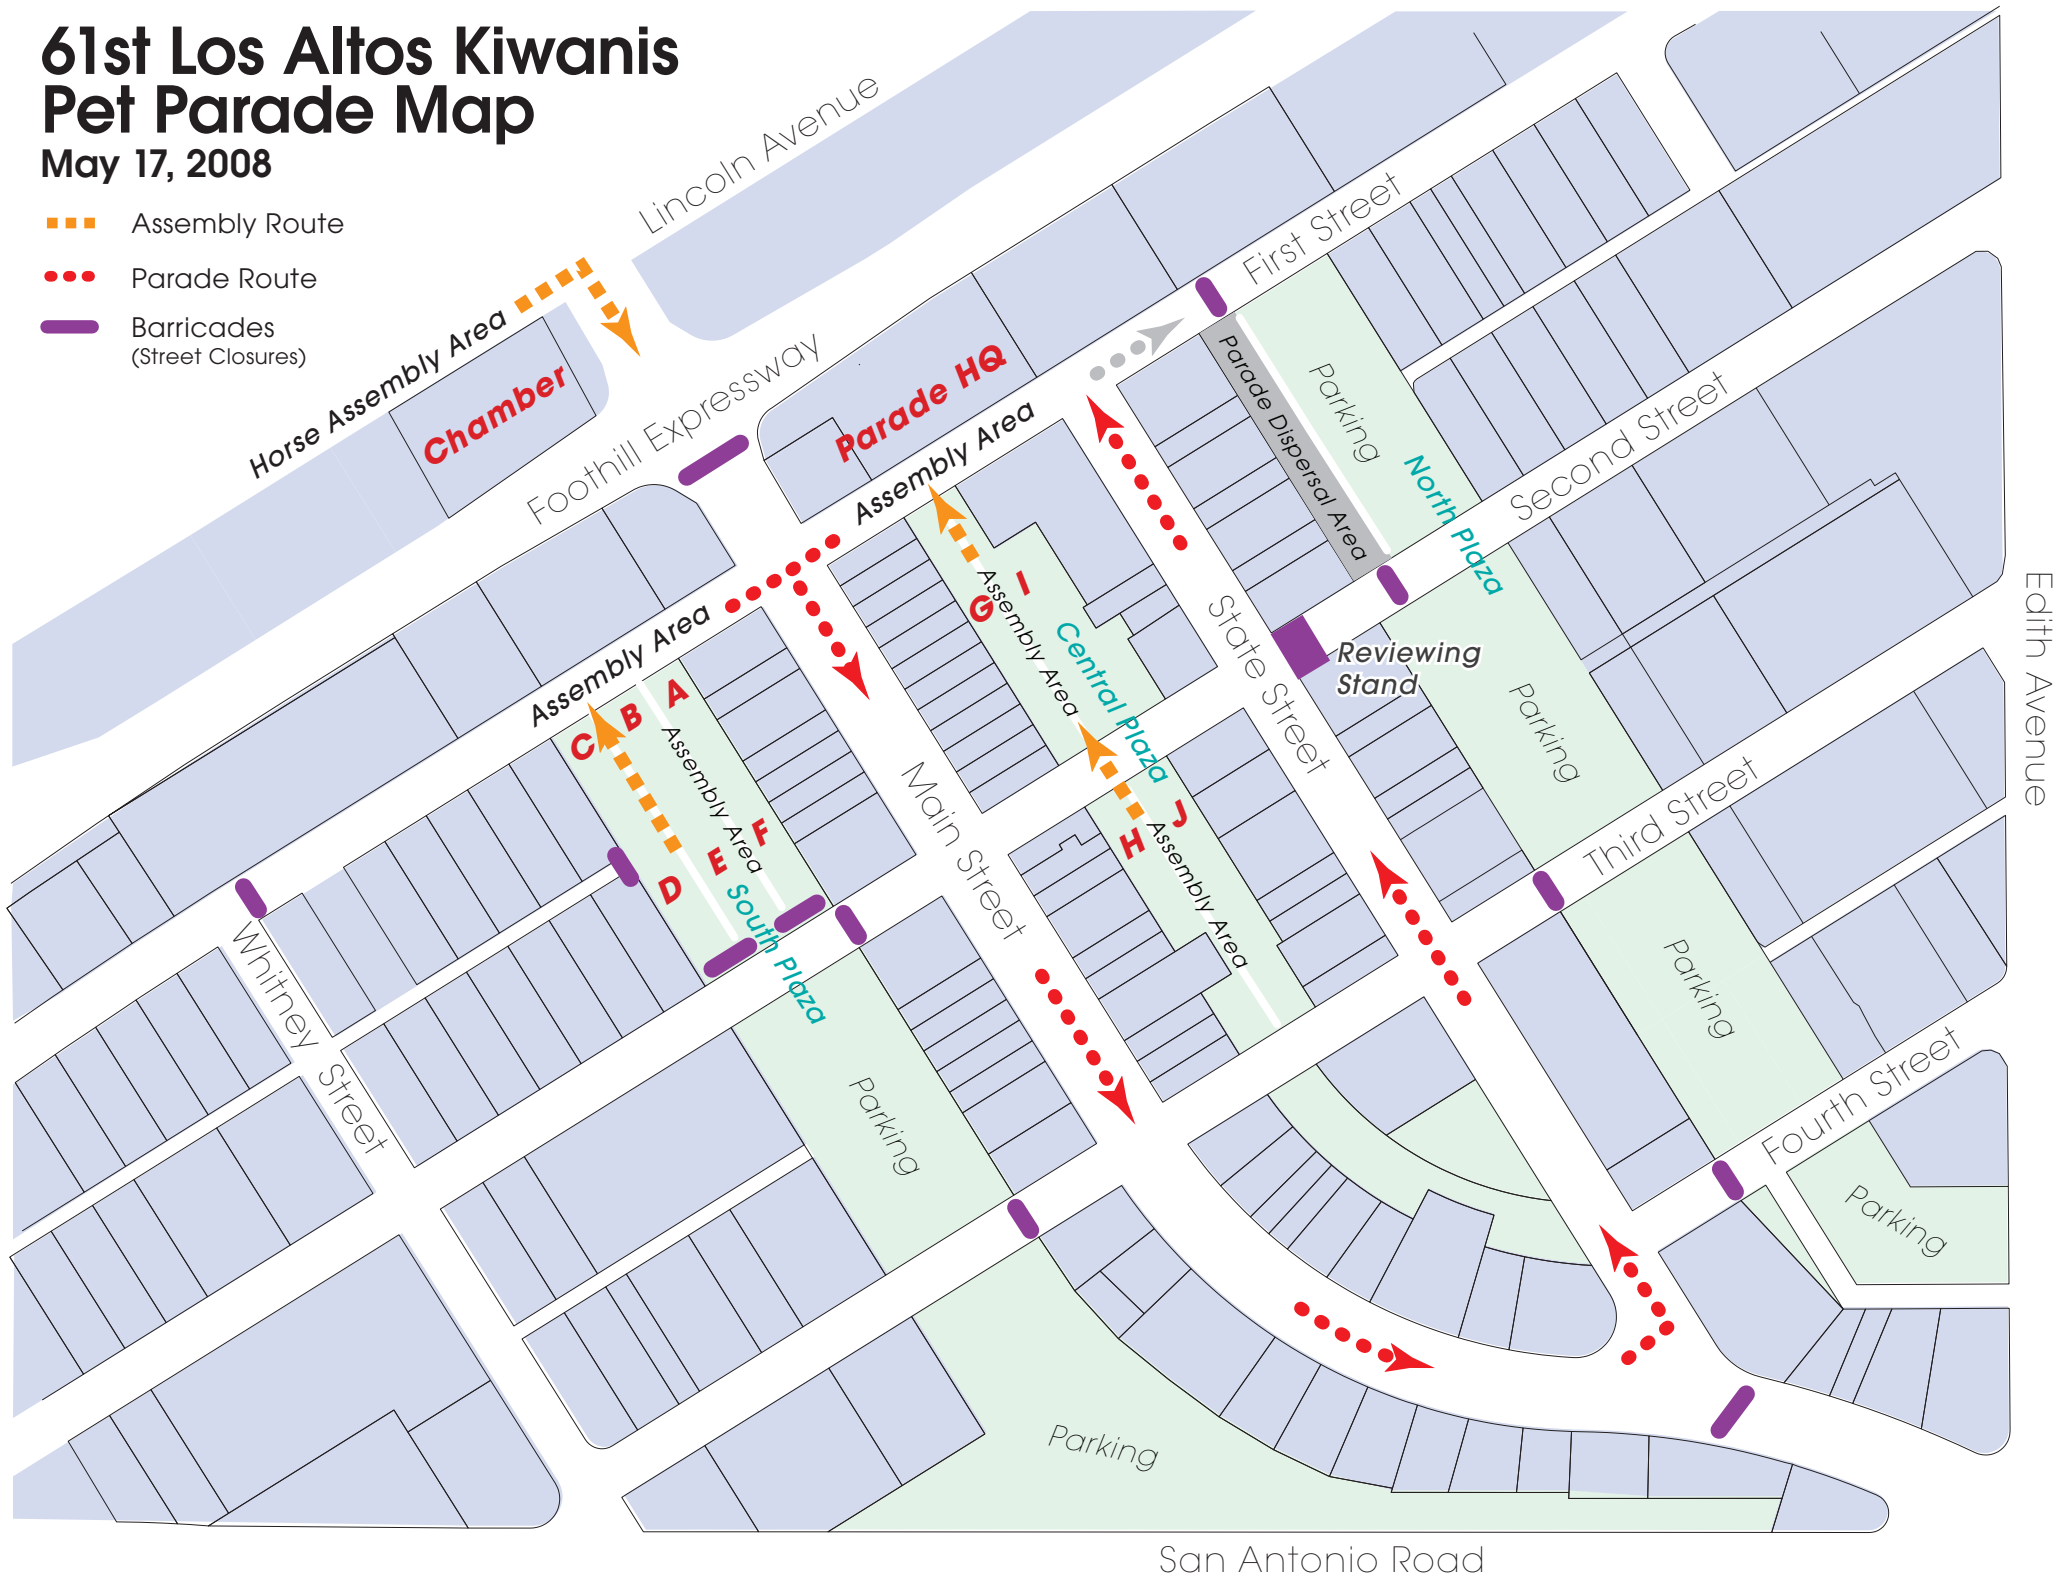 61st Los Altos Kiwanis
Pet Parade Map
May 17, 2008
Assembly Route
Parade Route
Barricades
(Street Closures)
Lincoln Avenue
Horse Assembly Area
Chamber
Foothill Expressway
Parade HQ
First Street
Assembly Area
Parade Dispersal Area
Parking
North Plaza
Second Street
Assembly Area
A
B
C
Assembly Area
D
E
F
South Plaza
G
I
Assembly Area
Central Plaza
H
J
Assembly Area
State Street
Reviewing
Stand
Parking
Edith Avenue
Main Street
Third Street
Whitney Street
Parking
Parking
Fourth Street
Parking
Parking
San Antonio Road